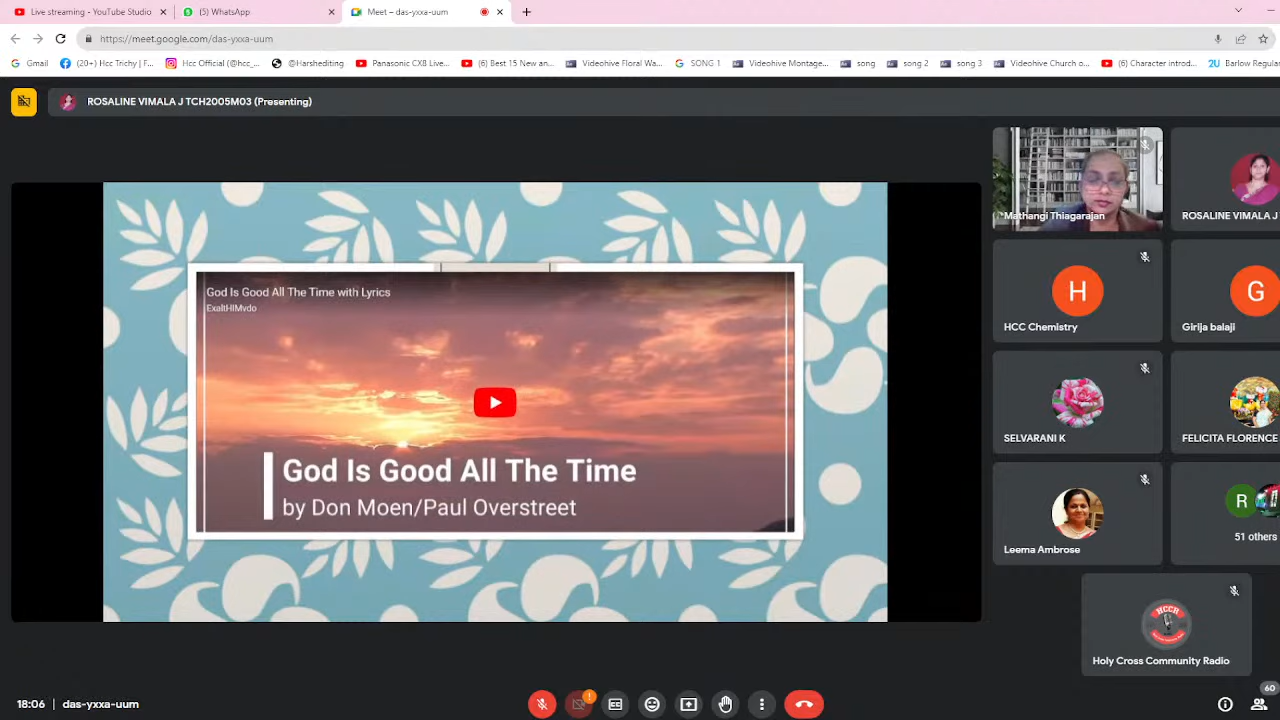 Live streaming - YouTube Studio
(5) WhatsApp
Meet – das-yxxa-uum
https://meet.google.com/das-yxxa-uum
Gmail
(20+) Hcc Trichy | F...
Hcc Official (@hcc_...
@Harshediting
Panasonic CX8 Live...
(6) Best 15 New an...
Videohive Floral Wa...
SONG 1
Videohive Montage...
song
song 2
song 3
Videohive Church o...
(6) Character introd...
2U
Barlow Regula
ROSALINE VIMALA J TCH2005M03 (Presenting)
Mathangi Thiagarajan
ROSALINE VIMALA J
God Is Good All The Time with Lyrics
ExaltHIMvdo
God Is Good All The Time
by Don Moen/Paul Overstreet
H
HCC Chemistry
G
Girija balaji
SELVARANI K
FELICITA FLORENCE
Leema Ambrose
R
51 others
HCCR
Holy Cross Community Radio
18:06 | das-yxxa-uum
60